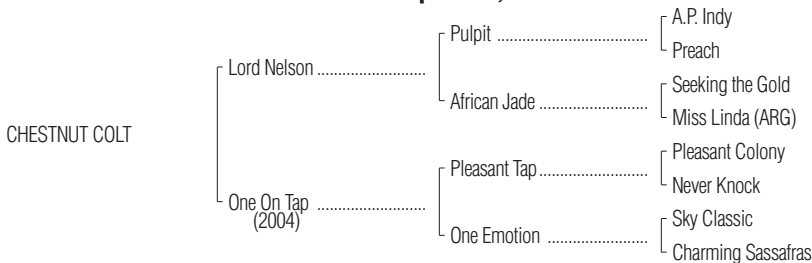 A.P. Indy
Pulpit ........................................
Preach
Lord Nelson ............................
Seeking the Gold
African Jade .............................
Miss Linda (ARG)
CHESTNUT COLT
Pleasant Colony
Pleasant Tap .............................
Never Knock
One On Tap ............................
(2004)
Sky Classic
One Emotion ...........................
Charming Sassafras